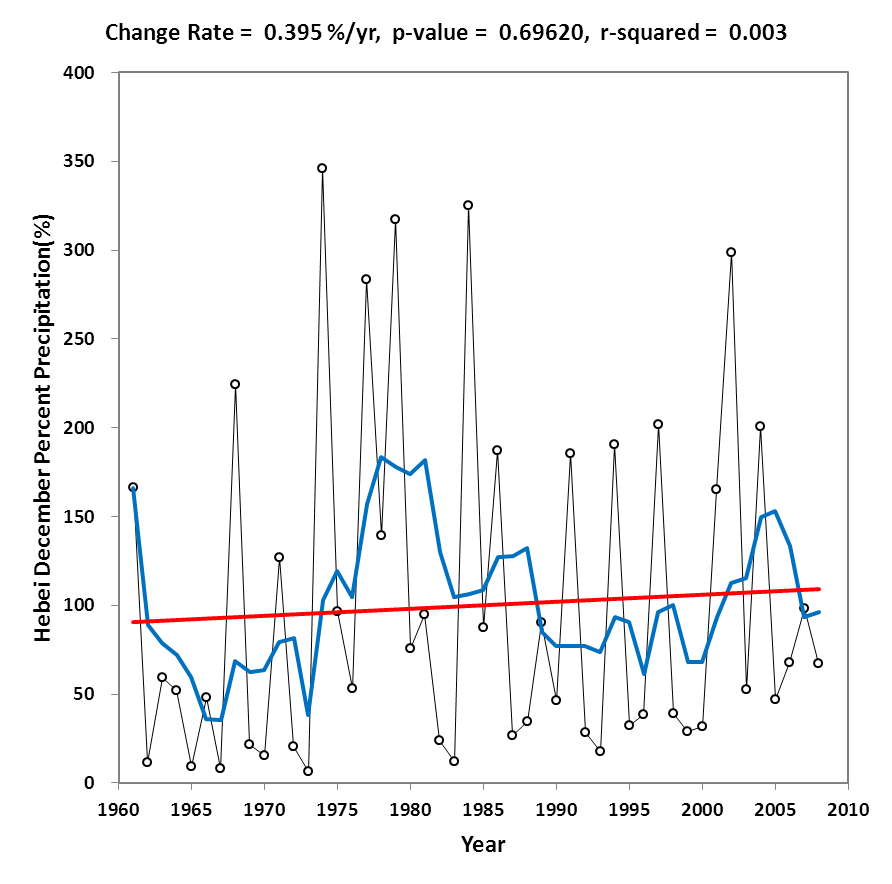 Change Rate = 0.395 %/yr, p-value = 0.69620, r-squared = 0.003
Hebei December Percent Precipitation(%)
400
350
300
250
200
150
100
50
0
1960 1965 1970 1975 1980 1985 1990 1995 2000 2005 2010
Year